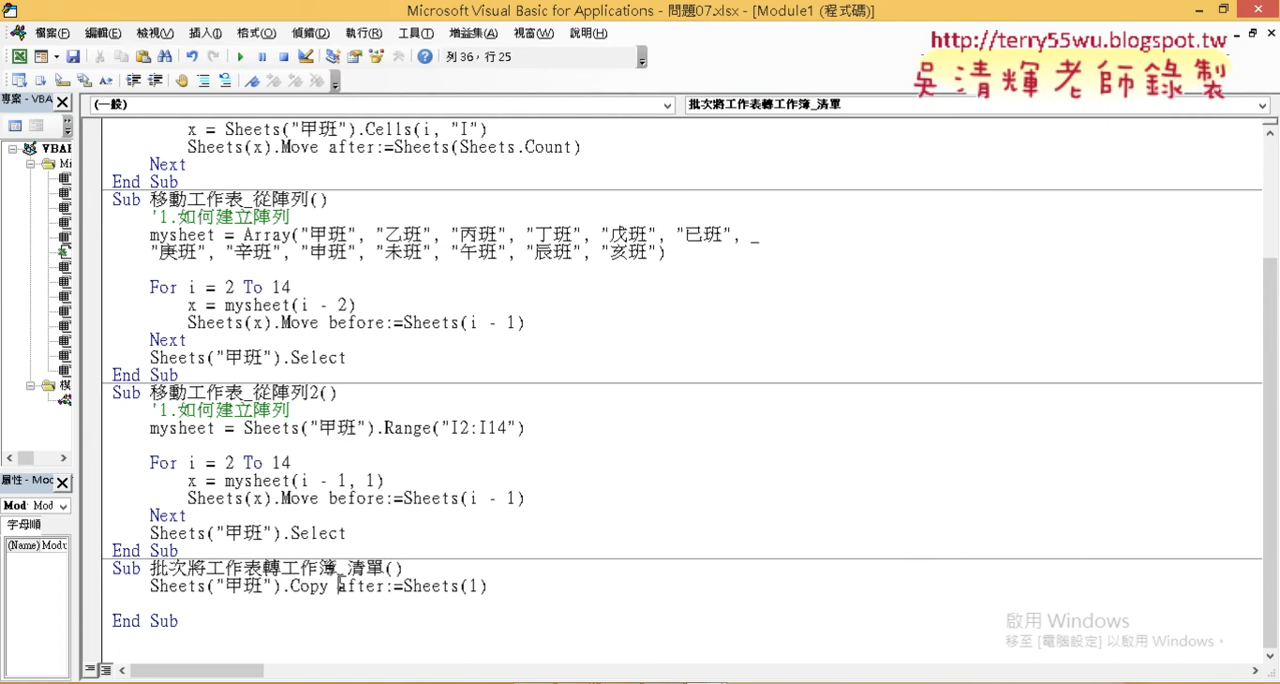 Microsoft Visual Basic for Applications - 問題07.xlsx - [Module1 (程式碼)]
檔案(F) 編輯(E) 檢視(V) 插入(I) 格式(O) 偵錯(D) 執行(R) 工具(T) 增益集(A) 視窗(W) 說明(H)
http://terry55wu.blogspot.tw
列 36，行 25
吳清輝老師錄製
專案 - VBA
(一般)
批次將工作表轉工作簿_清單
x = Sheets("甲班").Cells(i, "I")
Sheets(x).Move after:=Sheets(Sheets.Count)
Next
End Sub
Sub 移動工作表_從陣列()
'1.如何建立陣列
mysheet = Array("甲班", "乙班", "丙班", "丁班", "戊班", "已班", _
"庚班", "辛班", "申班", "未班", "午班", "辰班", "亥班")
For i = 2 To 14
x = mysheet(i - 2)
Sheets(x).Move before:=Sheets(i - 1)
Next
Sheets("甲班").Select
End Sub
Sub 移動工作表_從陣列2()
'1.如何建立陣列
mysheet = Sheets("甲班").Range("I2:I14")
For i = 2 To 14
x = mysheet(i - 1, 1)
Sheets(x).Move before:=Sheets(i - 1)
Next
Sheets("甲班").Select
End Sub
Sub 批次將工作表轉工作簿_清單()
Sheets("甲班").Copy after:=Sheets(1)
End Sub
VBAF
Mi
模
屬性 - Mod
Mod Mod
字母順
(Name) Modu
啟用 Windows
移至 [電腦設定] 以啟用 Windows。